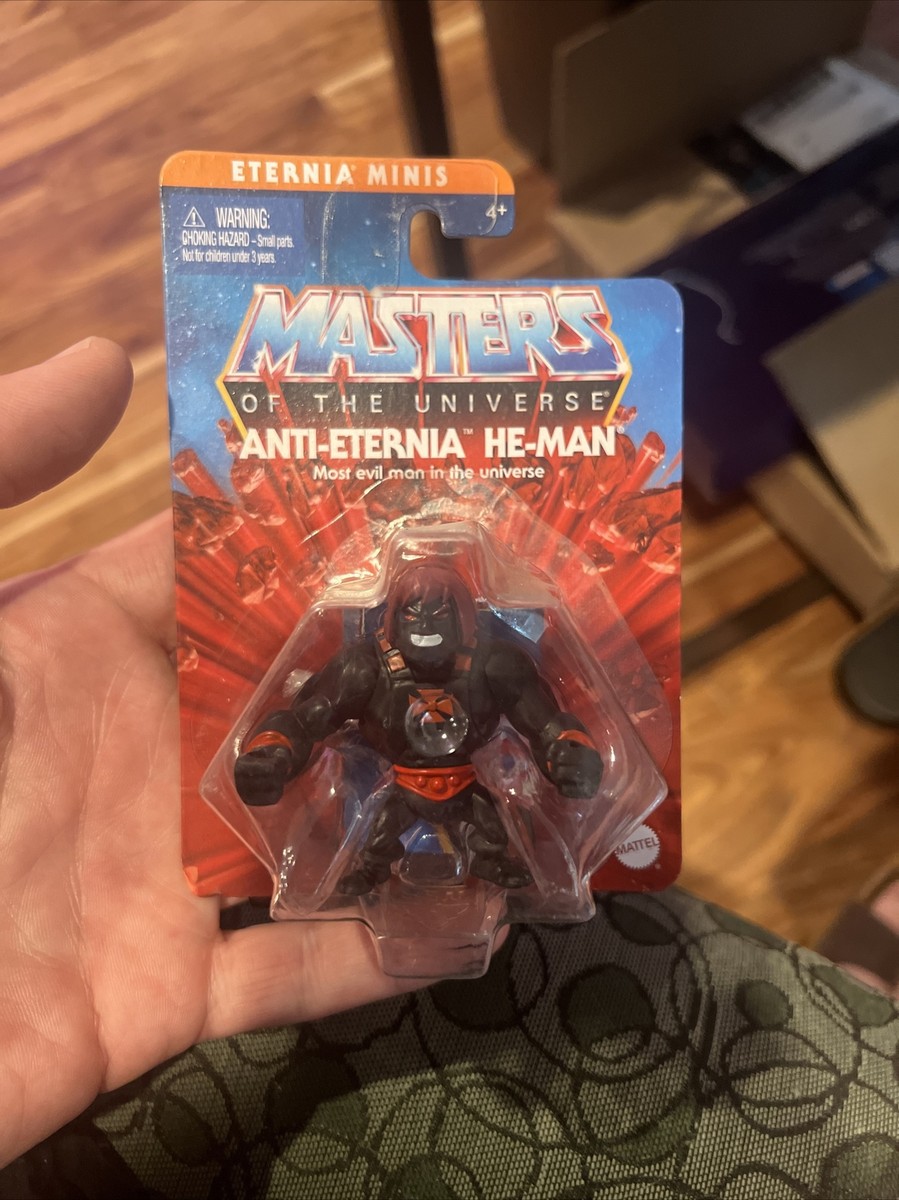 ETERNIA® MINIS
4+
⚠ WARNING:
CHOKING HAZARD – Small parts.
Not for children under 3 years.
MASTERS
OF THE UNIVERSE®
ANTI-ETERNIA™ HE-MAN®
Most evil man in the universe
MATTEL®